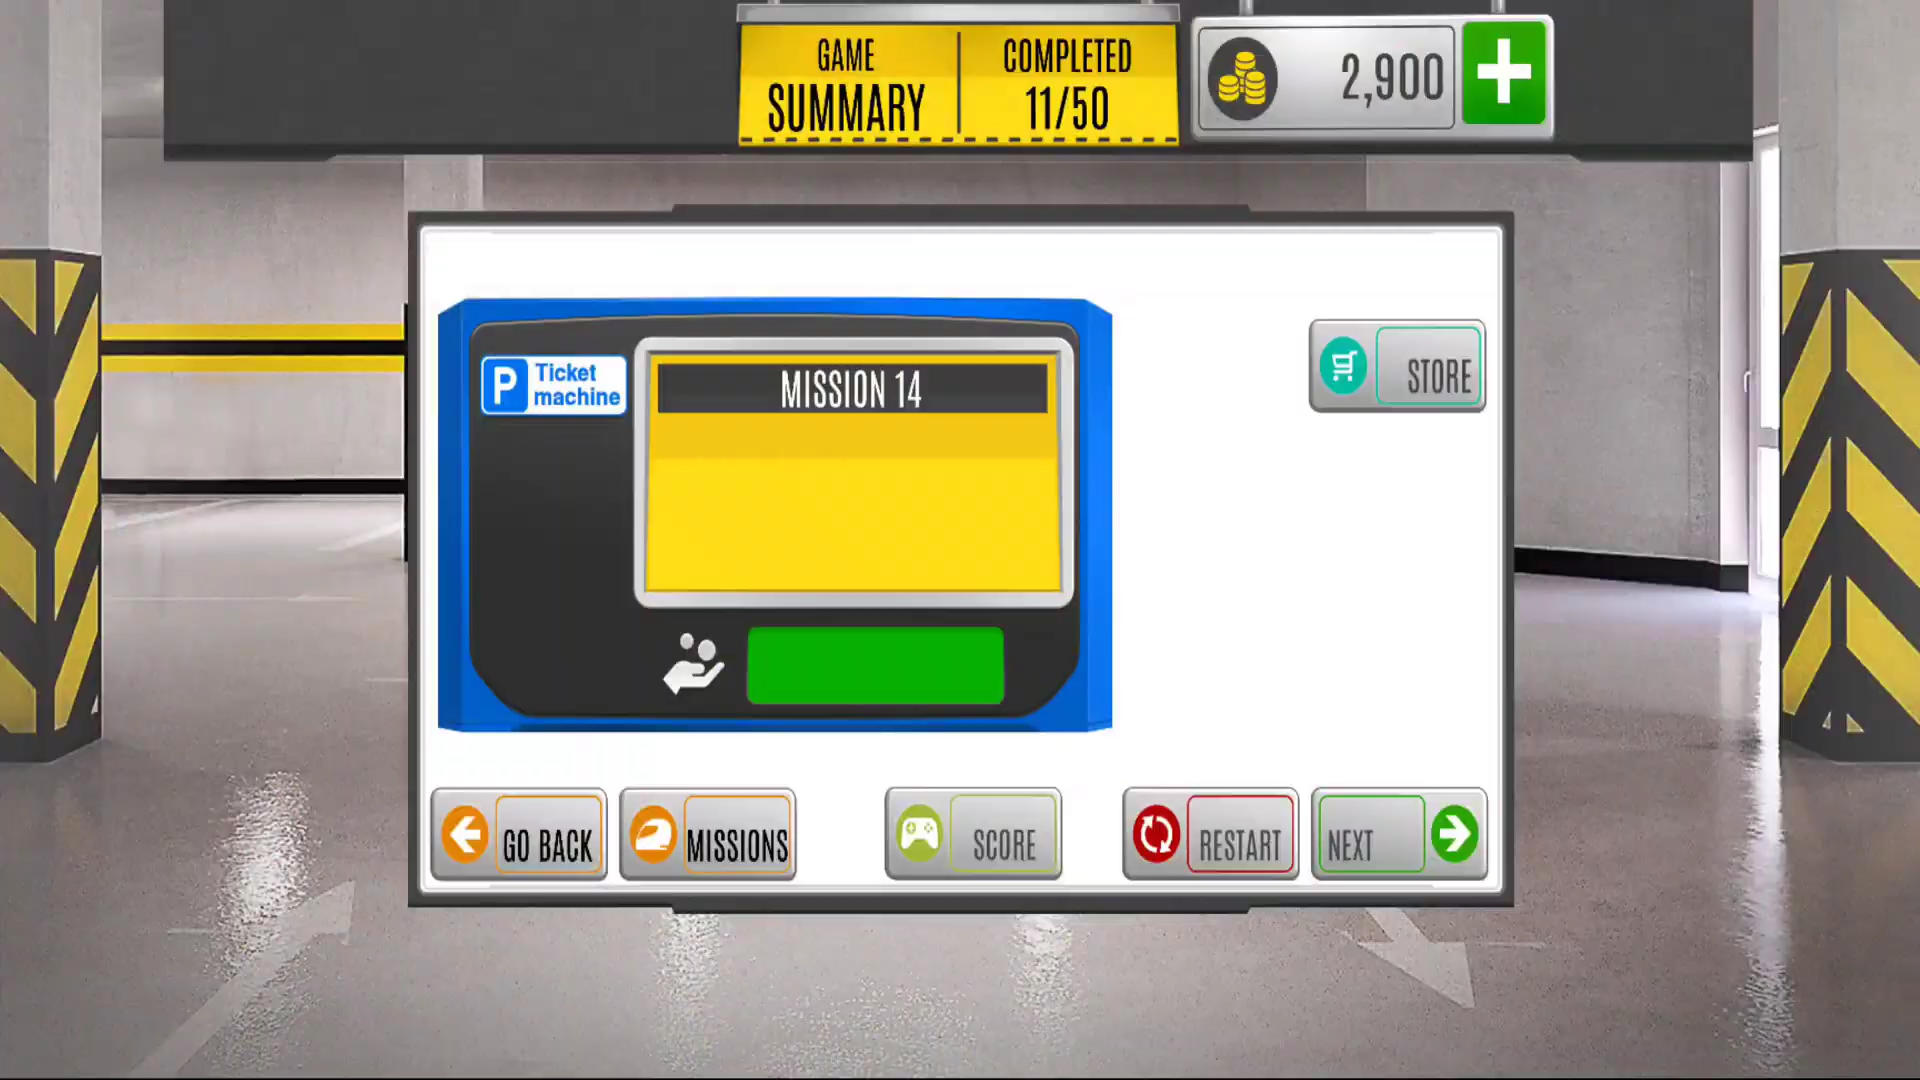 GAME
SUMMARY
COMPLETED
11/50
2,900
P
Ticket
machine
MISSION 14
STORE
GO BACK
MISSIONS
SCORE
RESTART
NEXT